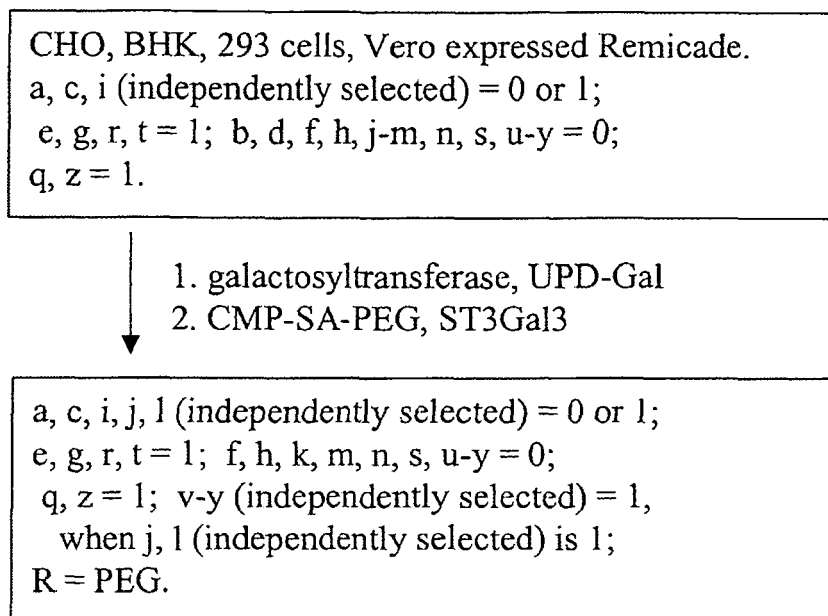 CHO, BHK, 293 cells, Vero expressed Remicade.
a, c, i (independently selected) = 0 or 1;
e, g, r, t = 1; b, d, f, h, j-m, n, s, u-y = 0;
q, z = 1.
1. galactosyltransferase, UPD-Gal
2. CMP-SA-PEG, ST3Gal3
a, c, i, j, l (independently selected) = 0 or 1;
e, g, r, t = 1; f, h, k, m, n, s, u-y = 0;
q, z = 1; v-y (independently selected) = 1,
when j, l (independently selected) is 1;
R = PEG.